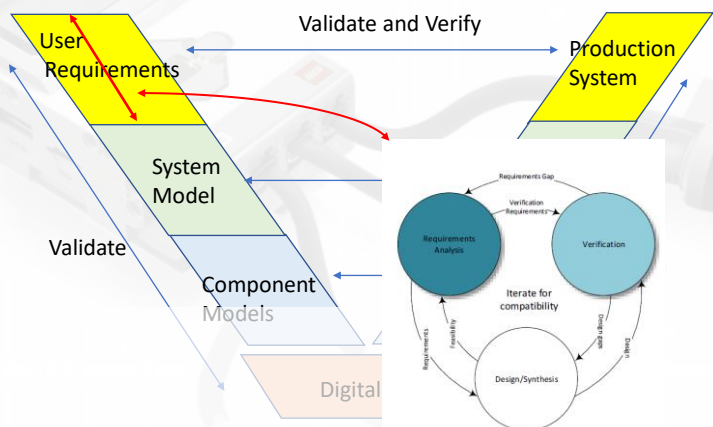 Validate and Verify
User
Requirements
Production
System
System
Model
Validate
Component
Models
Digital
Requirements Gap
Verification
Requirements
Requirements
Analysis
Verification
Iterate for
compatibility
Requirements
Feasibility
Design gaps
Design
Design/Synthesis